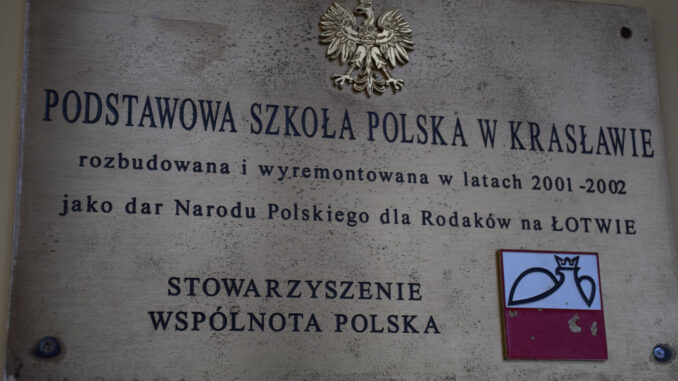 PODSTAWOWA SZKOŁA POLSKA W KRASŁAWIE
rozbudowana i wyremontowana w latach 2001-2002
jako dar Narodu Polskiego dla Rodaków na ŁOTWIE
STOWARZYSZENIE
WSPÓLNOTA POLSKA